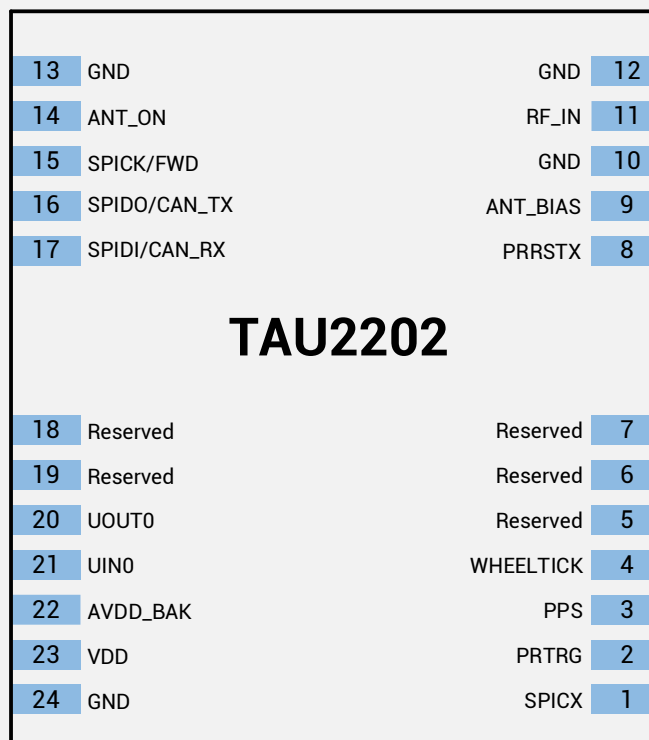 13 GND GND 12
14 ANT_ON RF_IN 11
15 SPICK/FWD GND 10
16 SPIDO/CAN_TX ANT_BIAS 9
17 SPIDI/CAN_RX PRRSTX 8
TAU2202
18 Reserved Reserved 7
19 Reserved Reserved 6
20 UOUT0 Reserved 5
21 UIN0 WHEELTICK 4
22 AVDD_BAK PPS 3
23 VDD PRTRG 2
24 GND SPICX 1